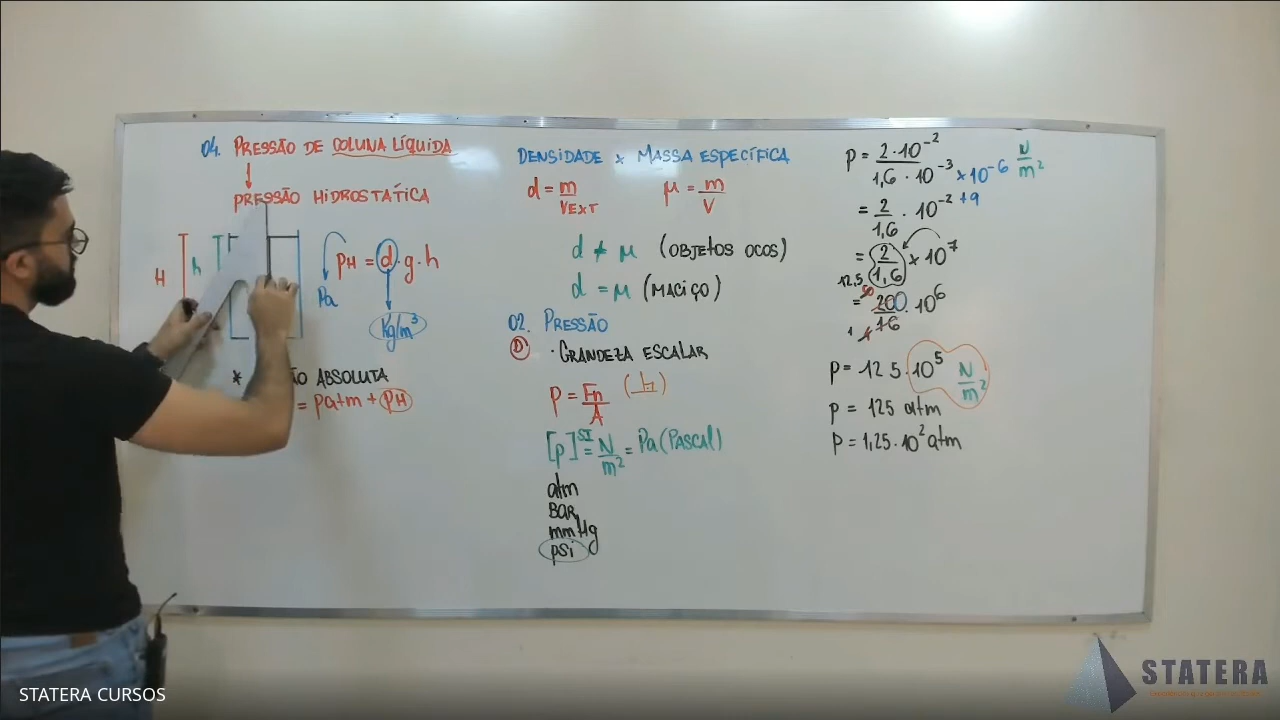 04. PRESSÃO DE COLUNA LÍQUIDA
PRESSÃO HIDROSTÁTICA
H
h
PH = d · g · h
Pa
Kg/m³
* ÃO ABSOLUTA
= patm + PH
DENSIDADE × MASSA ESPECÍFICA
d = m / VEXT
μ = m / V
d ≠ μ (OBJETOS OCOS)
d = μ (MACIÇO)
02. PRESSÃO
D · GRANDEZA ESCALAR
P = Fn / A
[p] SI = N / m² = Pa (PASCAL)
atm
BAR
mmHg
psi
P = 2 · 10⁻² / 1,6 · 10⁻³ × 10⁻⁶ N / m²
= 2 / 1,6 · 10⁻² ⁺⁹
= 2 / 1,6 × 10⁷
12,5
= 200 / 16 · 10⁶
P = 125 · 10⁵ N / m²
P = 125 atm
P = 1,25 · 10² atm
STATERA CURSOS
STATERA